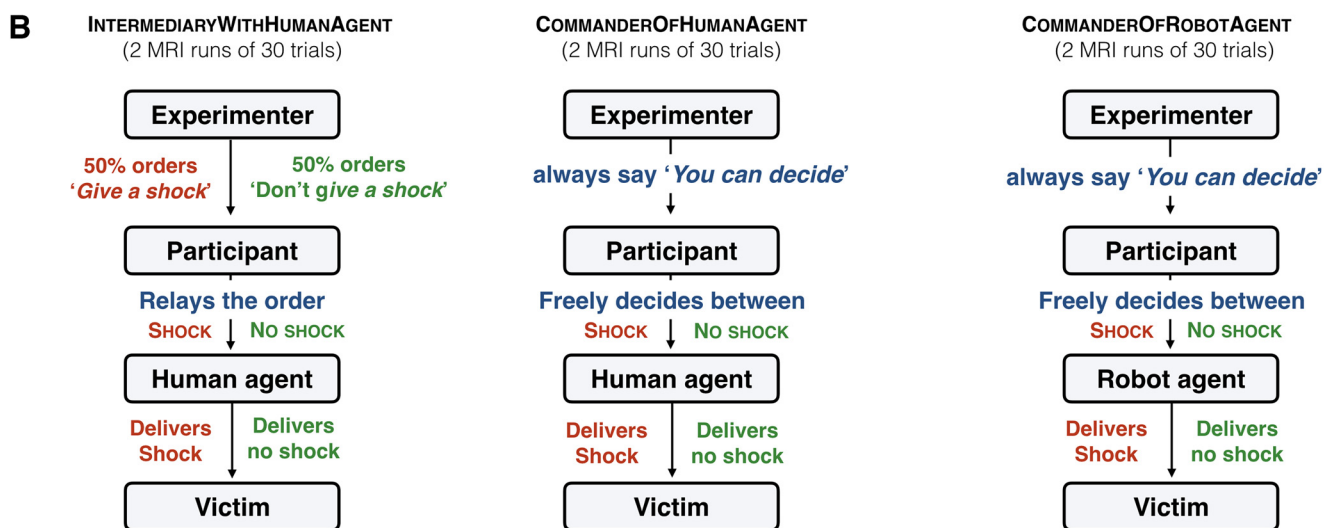 B
INTERMEDIARYWITHHUMANAGENT
(2 MRI runs of 30 trials)
Experimenter
50% orders
‘Give a shock’
50% orders
‘Don’t give a shock’
Participant
Relays the order
SHOCK
NO SHOCK
Human agent
Delivers
Shock
Delivers
no shock
Victim
COMMANDEROFHUMANAGENT
(2 MRI runs of 30 trials)
Experimenter
always say ‘You can decide’
Participant
Freely decides between
SHOCK
NO SHOCK
Human agent
Delivers
Shock
Delivers
no shock
Victim
COMMANDEROFROBOTAGENT
(2 MRI runs of 30 trials)
Experimenter
always say ‘You can decide’
Participant
Freely decides between
SHOCK
NO SHOCK
Robot agent
Delivers
Shock
Delivers
no shock
Victim